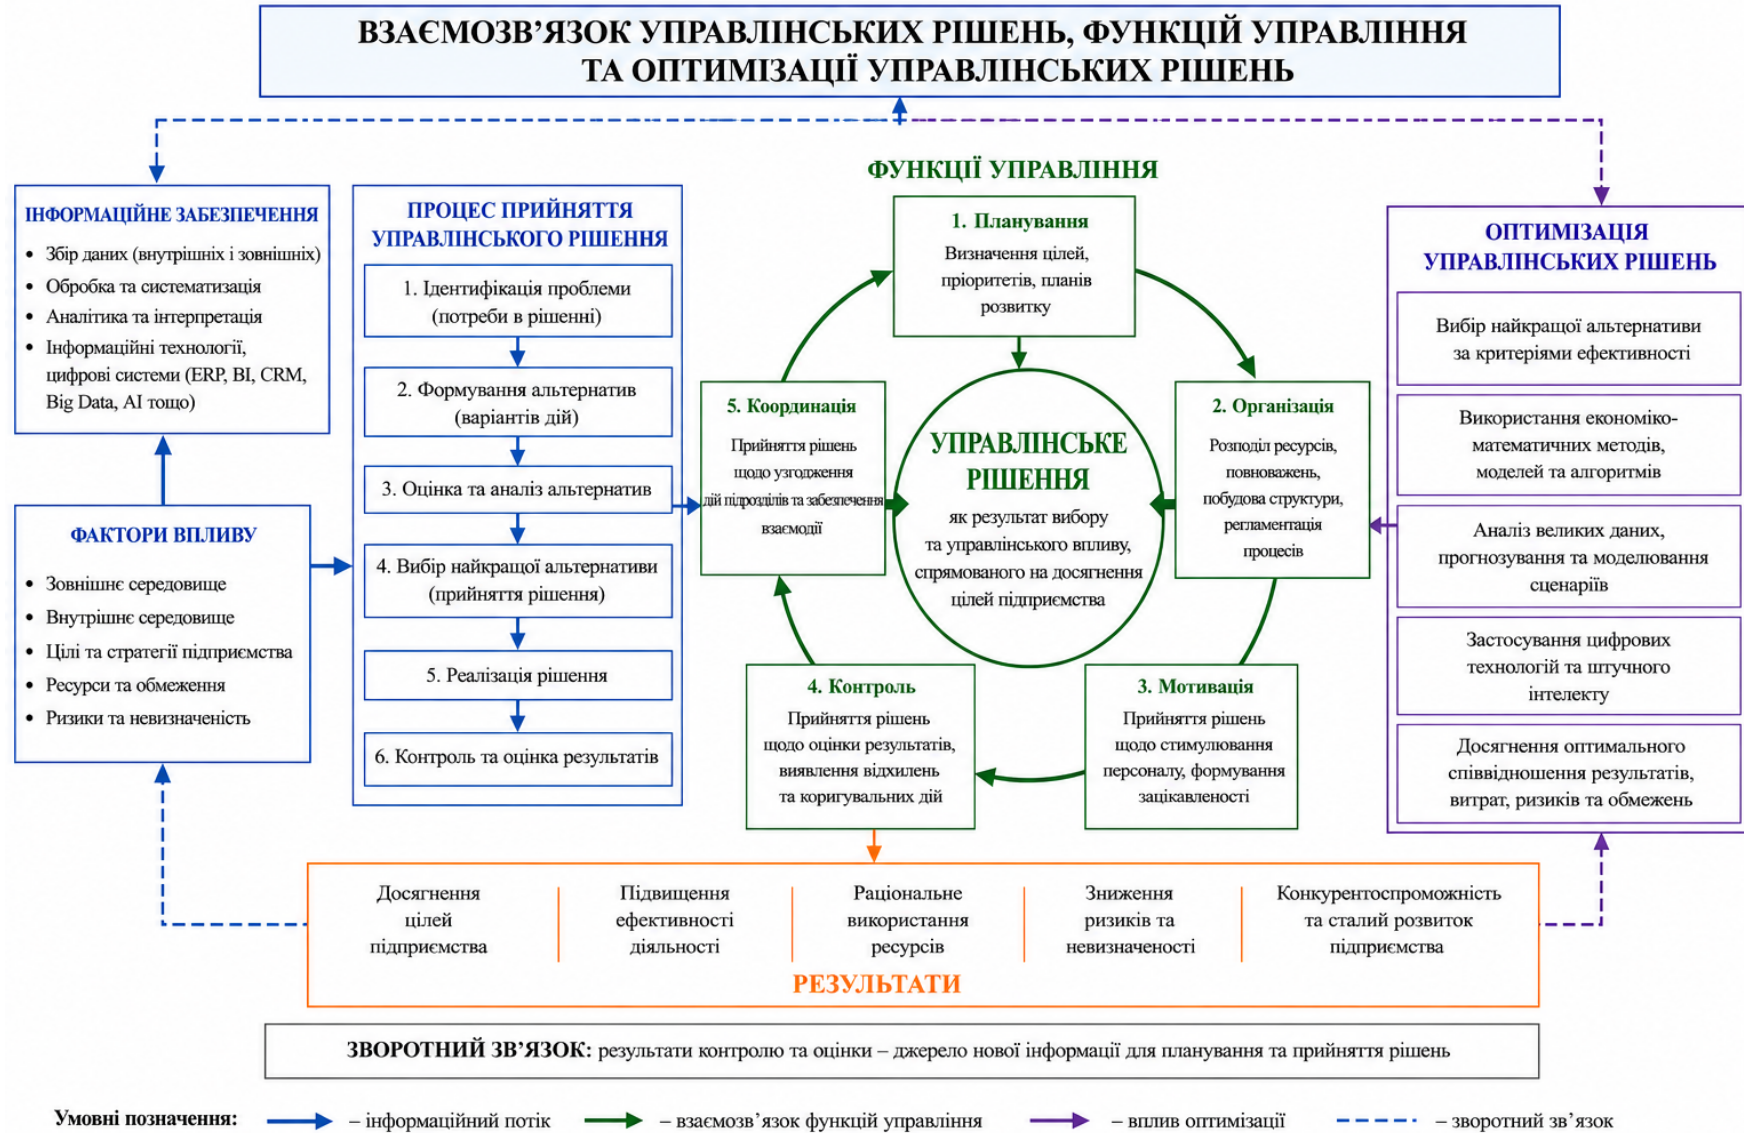 ВЗАЄМОЗВ’ЯЗОК УПРАВЛІНСЬКИХ РІШЕНЬ, ФУНКЦІЙ УПРАВЛІННЯ
ТА ОПТИМІЗАЦІЇ УПРАВЛІНСЬКИХ РІШЕНЬ
ІНФОРМАЦІЙНЕ ЗАБЕЗПЕЧЕННЯ
• Збір даних (внутрішніх і зовнішніх)
• Обробка та систематизація
• Аналітика та інтерпретація
• Інформаційні технології,
цифрові системи (ERP, BI, CRM,
Big Data, AI тощо)
ФАКТОРИ ВПЛИВУ
• Зовнішнє середовище
• Внутрішнє середовище
• Цілі та стратегії підприємства
• Ресурси та обмеження
• Ризики та невизначеність
ПРОЦЕС ПРИЙНЯТТЯ
УПРАВЛІНСЬКОГО РІШЕННЯ
1. Ідентифікація проблеми
(потреби в рішенні)
2. Формування альтернатив
(варіантів дій)
3. Оцінка та аналіз альтернатив
4. Вибір найкращої альтернативи
(прийняття рішення)
5. Реалізація рішення
6. Контроль та оцінка результатів
ФУНКЦІЇ УПРАВЛІННЯ
1. Планування
Визначення цілей,
пріоритетів, планів
розвитку
5. Координація
Прийняття рішень
щодо узгодження
дій підрозділів та забезпечення
взаємодії
УПРАВЛІНСЬКЕ
РІШЕННЯ
як результат вибору
та управлінського впливу,
спрямованого на досягнення
цілей підприємства
2. Організація
Розподіл ресурсів,
повноважень,
побудова структури,
регламентація
процесів
4. Контроль
Прийняття рішень
щодо оцінки результатів,
виявлення відхилень
та коригувальних дій
3. Мотивація
Прийняття рішень
щодо стимулювання
персоналу, формування
зацікавленості
ОПТИМІЗАЦІЯ
УПРАВЛІНСЬКИХ РІШЕНЬ
Вибір найкращої альтернативи
за критеріями ефективності
Використання економіко-
математичних методів,
моделей та алгоритмів
Аналіз великих даних,
прогнозування та моделювання
сценаріїв
Застосування цифрових
технологій та штучного
інтелекту
Досягнення оптимального
співвідношення результатів,
витрат, ризиків та обмежень
Досягнення
цілей
підприємства
Підвищення
ефективності
діяльності
Раціональне
використання
ресурсів
Зниження
ризиків та
невизначеності
Конкурентоспроможність
та сталий розвиток
підприємства
РЕЗУЛЬТАТИ
ЗВОРОТНИЙ ЗВ’ЯЗОК: результати контролю та оцінки – джерело нової інформації для планування та прийняття рішень
Умовні позначення: – інформаційний потік – взаємозв’язок функцій управління – вплив оптимізації – зворотний зв’язок